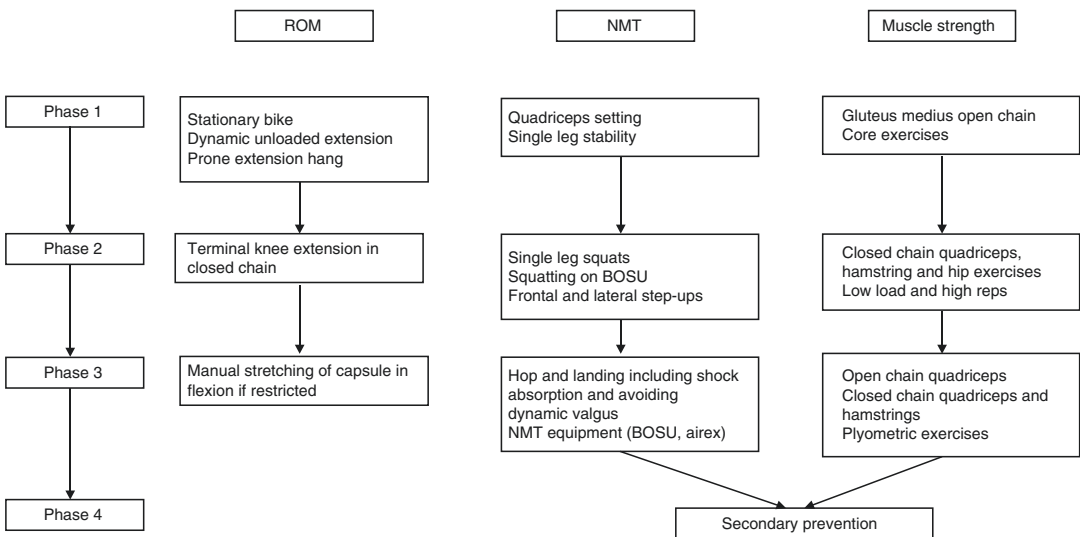 ROM
NMT
Muscle strength
Phase 1
Stationary bike
Dynamic unloaded extension
Prone extension hang
Quadriceps setting
Single leg stability
Gluteus medius open chain
Core exercises
Phase 2
Terminal knee extension in
closed chain
Single leg squats
Squatting on BOSU
Frontal and lateral step-ups
Closed chain quadriceps,
hamstring and hip exercises
Low load and high reps
Phase 3
Manual stretching of capsule in
flexion if restricted
Hop and landing including shock
absorption and avoiding
dynamic valgus
NMT equipment (BOSU, airex)
Open chain quadriceps
Closed chain quadriceps and
hamstrings
Plyometric exercises
Phase 4
Secondary prevention